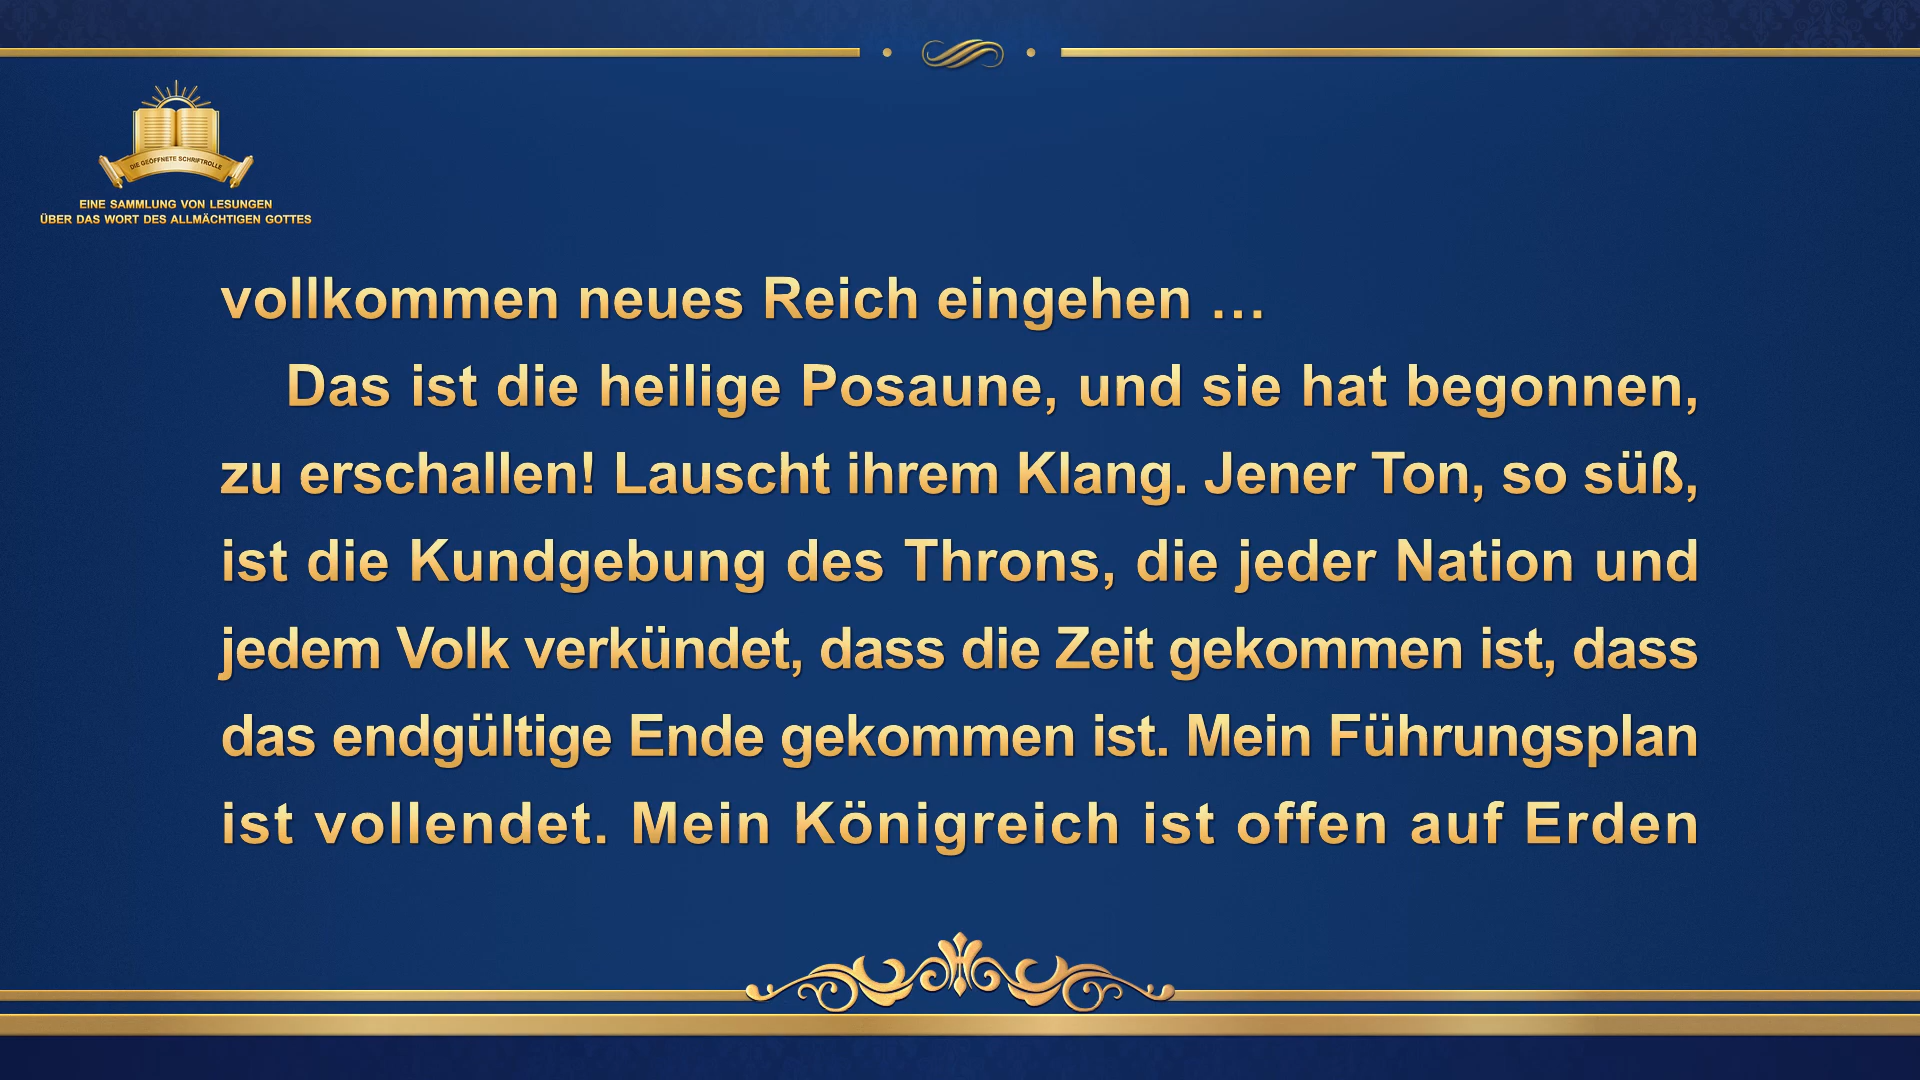 DIE GEÖFFNETE SCHRIFTROLLE
EINE SAMMLUNG VON LESUNGEN
ÜBER DAS WORT DES ALLMÄCHTIGEN GOTTES
vollkommen neues Reich eingehen …
Das ist die heilige Posaune, und sie hat begonnen,
zu erschallen! Lauscht ihrem Klang. Jener Ton, so süß,
ist die Kundgebung des Throns, die jeder Nation und
jedem Volk verkündet, dass die Zeit gekommen ist, dass
das endgültige Ende gekommen ist. Mein Führungsplan
ist vollendet. Mein Königreich ist offen auf Erden